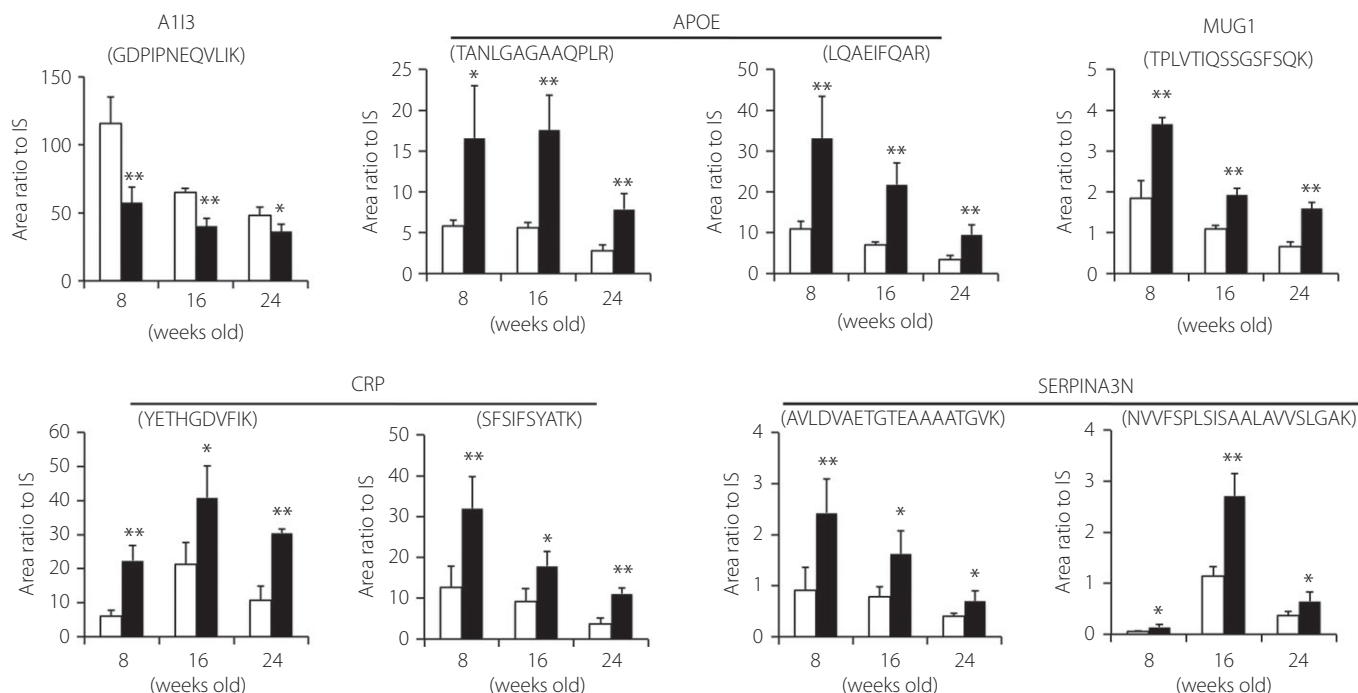 A1I3
(GDPIPNEQVLIK)
150
100
50
0
Area ratio to IS
**
**
*
8 16 24
(weeks old)
APOE
(TANLGAGAAQPLR)
25
20
15
10
5
0
Area ratio to IS
*
**
**
8 16 24
(weeks old)
(LQAEIFQAR)
50
40
30
20
10
0
Area ratio to IS
**
**
**
8 16 24
(weeks old)
MUG1
(TPLVTIQSSGSFSQK)
5
4
3
2
1
0
Area ratio to IS
**
**
**
8 16 24
(weeks old)
CRP
(YETHGDVFIK)
60
50
40
30
20
10
0
Area ratio to IS
**
*
**
8 16 24
(weeks old)
(SFSIFSYATK)
50
40
30
20
10
0
Area ratio to IS
**
*
**
8 16 24
(weeks old)
SERPINA3N
(AVLDVAETGTEAAAATGVK)
4
3
2
1
0
Area ratio to IS
**
*
*
8 16 24
(weeks old)
(NVVFSPLSISAALAVVSLGAK)
4
3
2
1
0
Area ratio to IS
*
**
*
8 16 24
(weeks old)